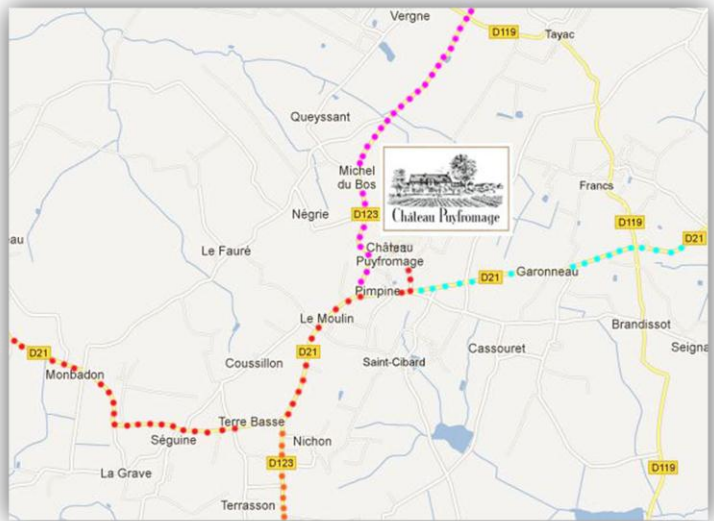 Vergne
D119
Tayac
Queyssant
Michel
du Bos
Château Puyfromage
Francs
Négrie
D123
D119
D21
eau
Le Fauré
Château
Puyfromage
D21
Garonneau
Pimpine
Le Moulin
Brandissot
D21
D21
Saint-Cibard
Cassouret
Seigna
Monbadon
Coussillon
Terre Basse
Séguine
Nichon
La Grave
D123
D119
Terrasson